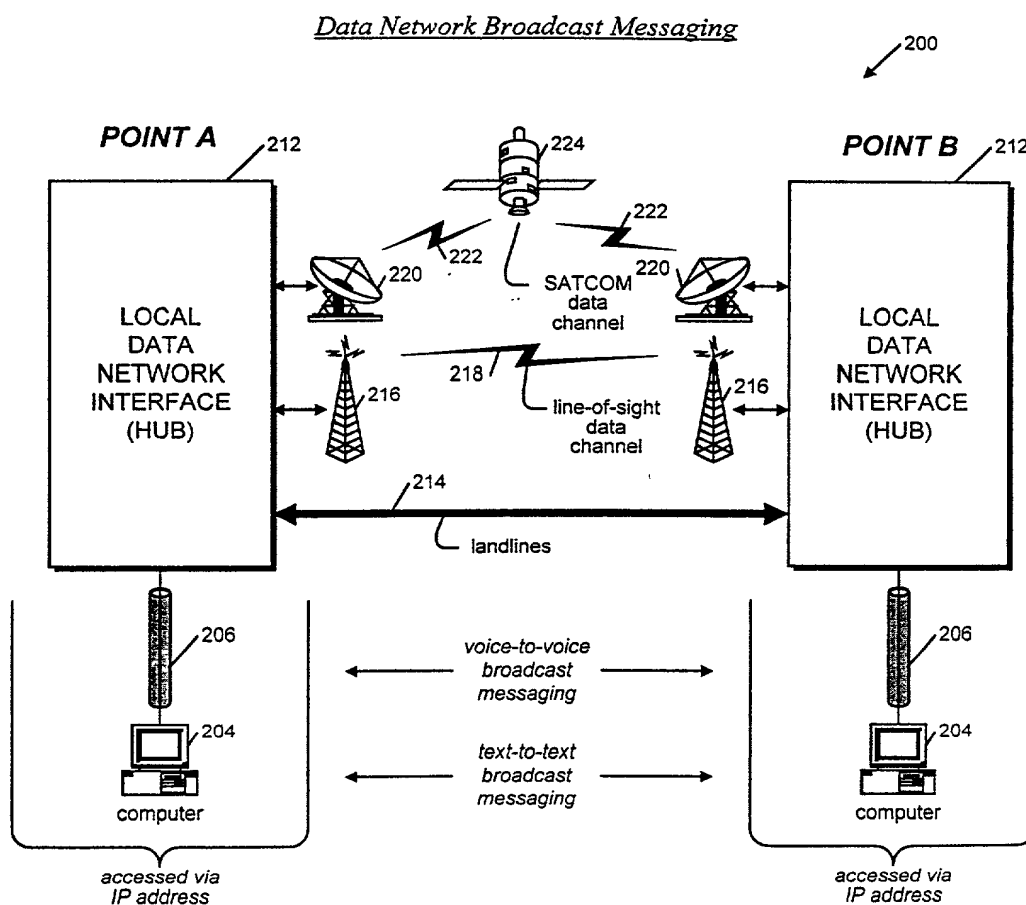 Data Network Broadcast Messaging
200
POINT A
212
224
POINT B
212
222
222
220
220
SATCOM
data
channel
LOCAL
DATA
NETWORK
INTERFACE
(HUB)
LOCAL
DATA
NETWORK
INTERFACE
(HUB)
218
216
216
line-of-sight
data
channel
214
landlines
206
206
voice-to-voice
broadcast
messaging
204
204
text-to-text
broadcast
messaging
computer
computer
accessed via
IP address
accessed via
IP address